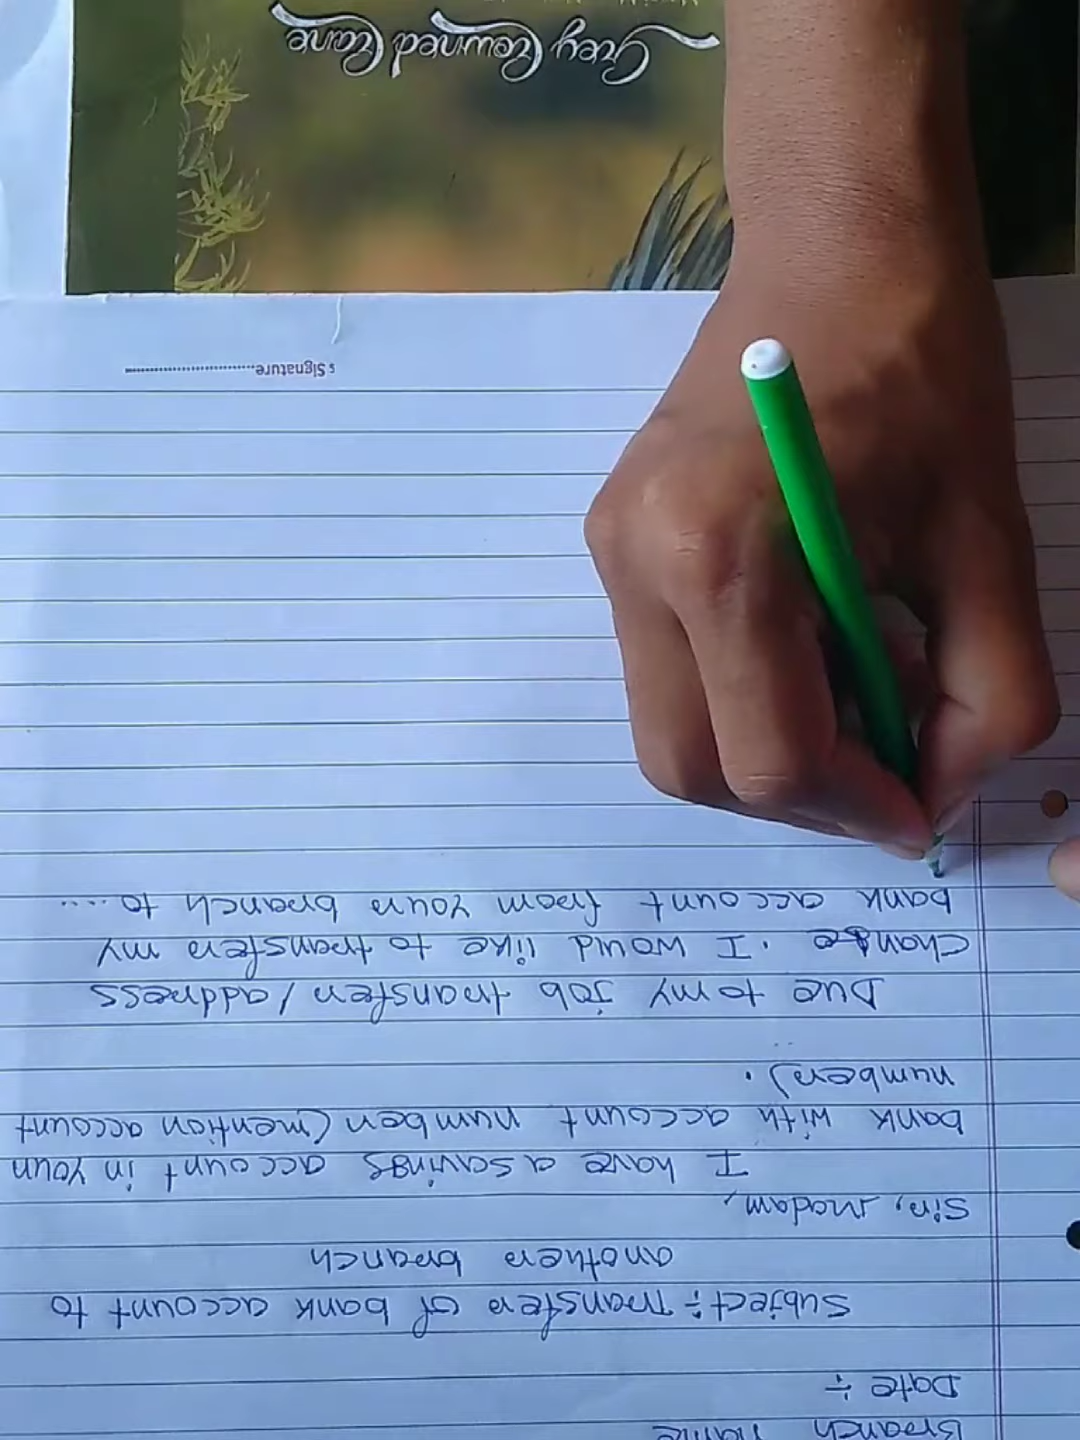 Branch name
Date ÷
Subject ÷ Transfer of bank account to
another branch
Sir, madam,
I have a savings account in your
bank with account number (mention account
number).
Due to my Job transfer / address
change. I would like to transfer my
bank account from your branch to ....
s Signature
Grey Crowned Crane